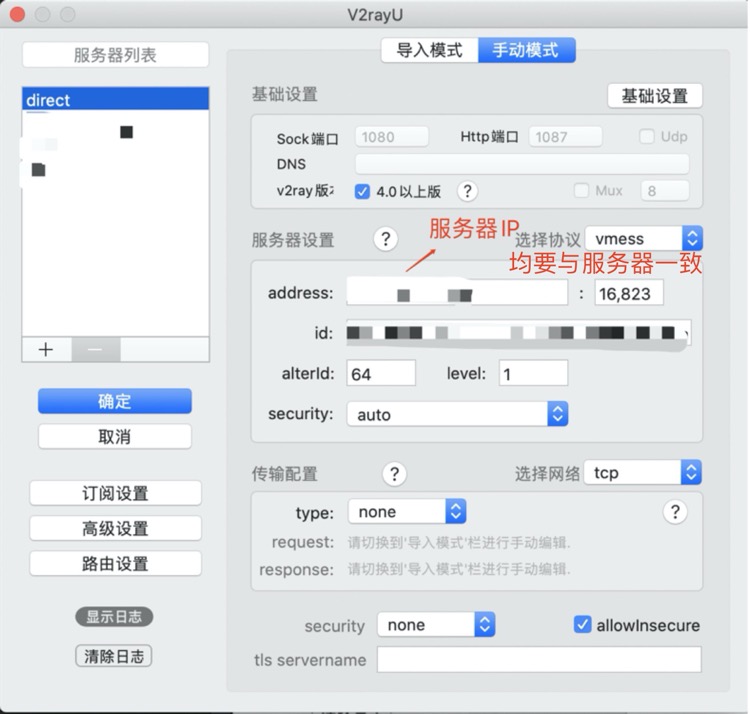 V2rayU
服务器列表
导入模式 手动模式
direct
基础设置 基础设置
Sock端口 1080 Http端口 1087 Udp
DNS
v2ray 4.0以上版 ? Mux 8
服务器IP
服务器设置 ? 选择协议 vmess
均要与服务器一致
address: : 16,823
id:
+ −
alterId: 64 level: 1
确定
security: auto
取消
传输配置 ? 选择网络 tcp
订阅设置
type: none ?
高级设置
request: 请切换到'导入模式'栏进行手动编辑.
路由设置
response: 请切换到'导入模式'栏进行手动编辑.
显示日志
security none allowInsecure
清除日志
tls servername